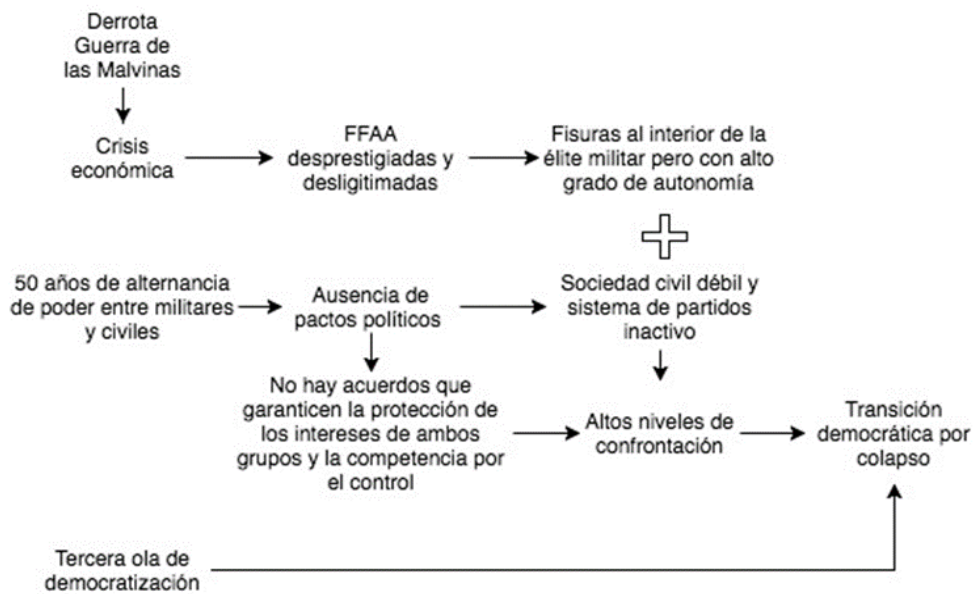 Derrota
Guerra de
las Malvinas
Crisis
económica
FFAA
desprestigiadas y
desligitimadas
Fisuras al interior de la
élite militar pero con alto
grado de autonomía
50 años de alternancia
de poder entre militares
y civiles
Ausencia de
pactos políticos
Sociedad civil débil y
sistema de partidos
inactivo
No hay acuerdos que
garanticen la protección de
los intereses de ambos
grupos y la competencia por
el control
Altos niveles de
confrontación
Transición
democrática por
colapso
Tercera ola de
democratización